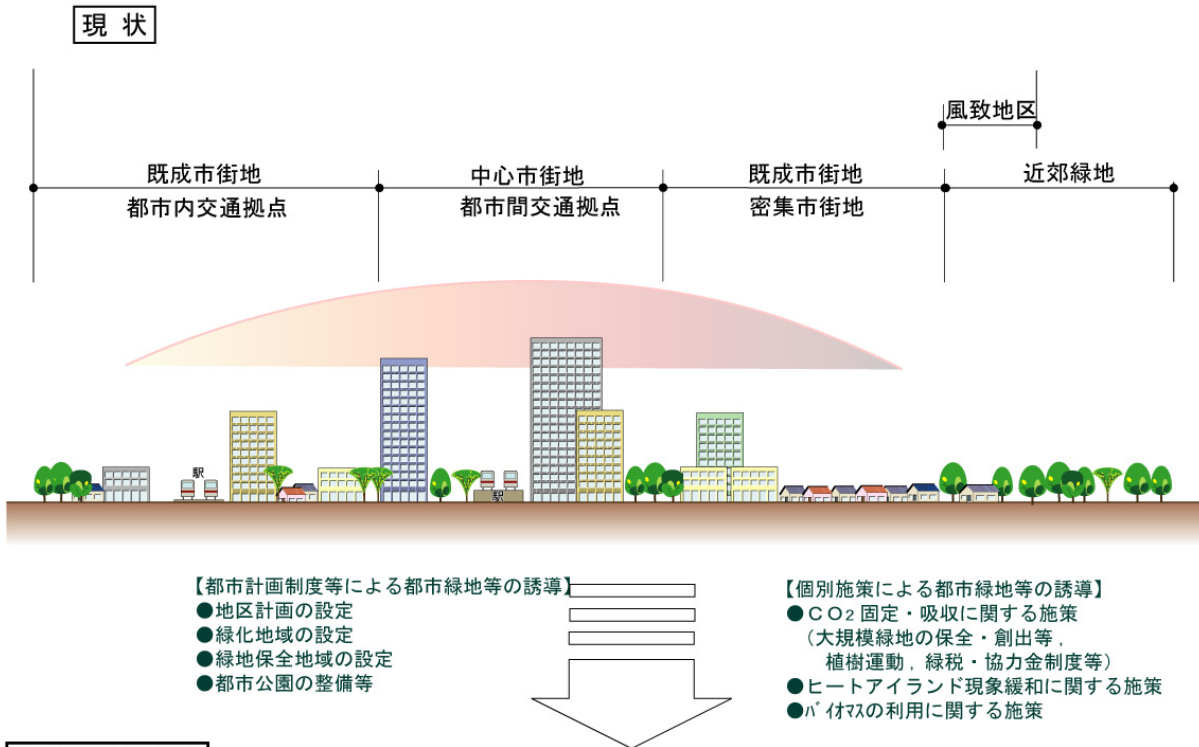 現 状
風致地区
既成市街地
都市内交通拠点
中心市街地
都市間交通拠点
既成市街地
密集市街地
近郊緑地
駅
駅
【都市計画制度等による都市緑地等の誘導】
●地区計画の設定
●緑化地域の設定
●緑地保全地域の設定
●都市公園の整備等
【個別施策による都市緑地等の誘導】
●CO2固定・吸収に関する施策
（大規模緑地の保全・創出等，
植樹運動，緑税・協力金制度等）
●ヒートアイランド現象緩和に関する施策
●ﾊﾞｲｵﾏｽの利用に関する施策